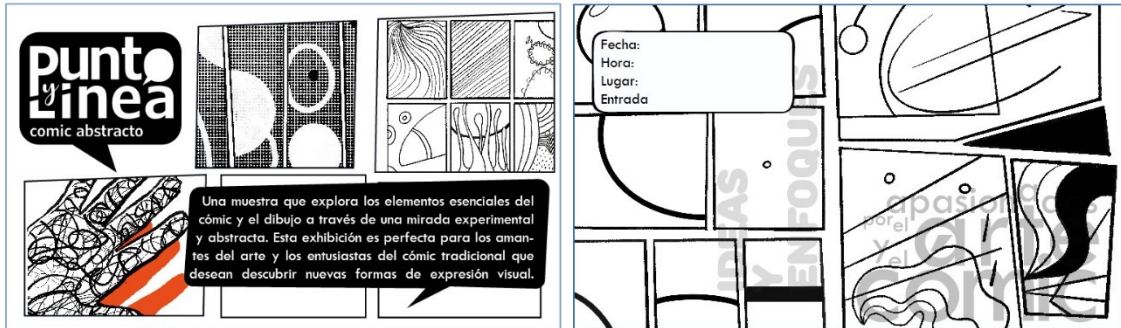 Punto
y Línea
comic abstracto
Una muestra que explora los elementos esenciales del
cómic y el dibujo a través de una mirada experimental
y abstracta. Esta exhibición es perfecta para los aman-
tes del arte y los entusiastas del cómic tradicional que
desean descubrir nuevas formas de expresión visual.
Fecha:
Hora:
Lugar:
Entrada
IDEAS
Y
ENFOQUES
apasionados
por el arte
y el comic